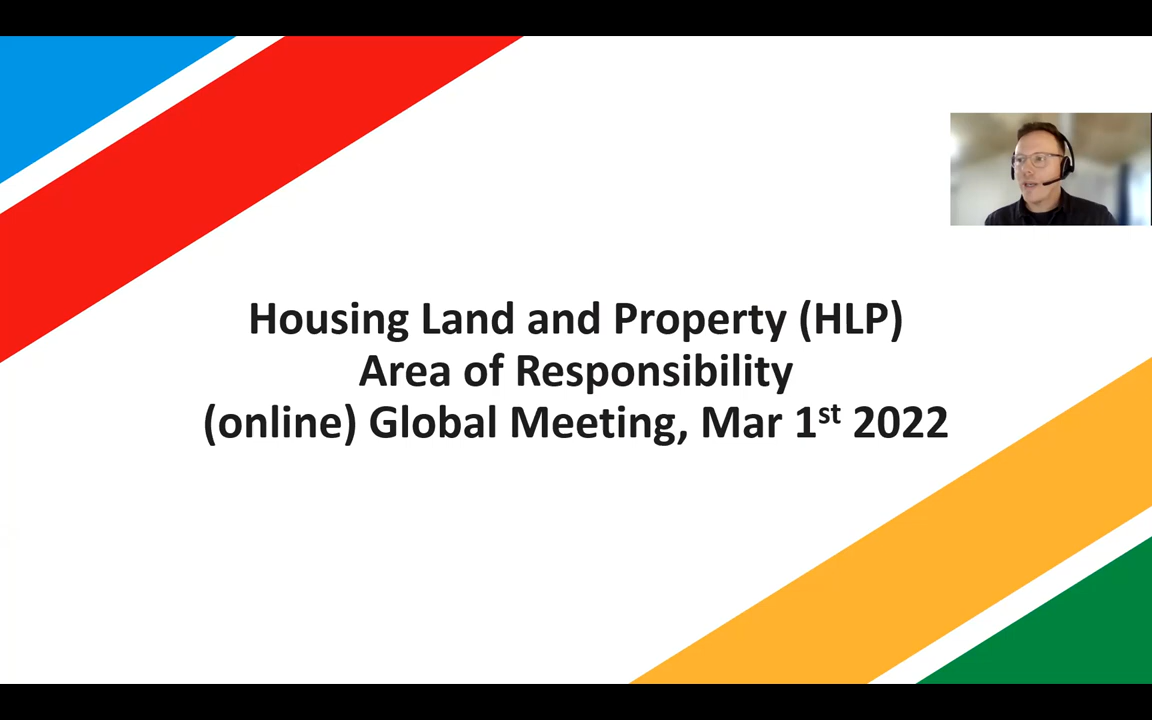 Housing Land and Property (HLP)
Area of Responsibility
(online) Global Meeting, Mar 1st 2022